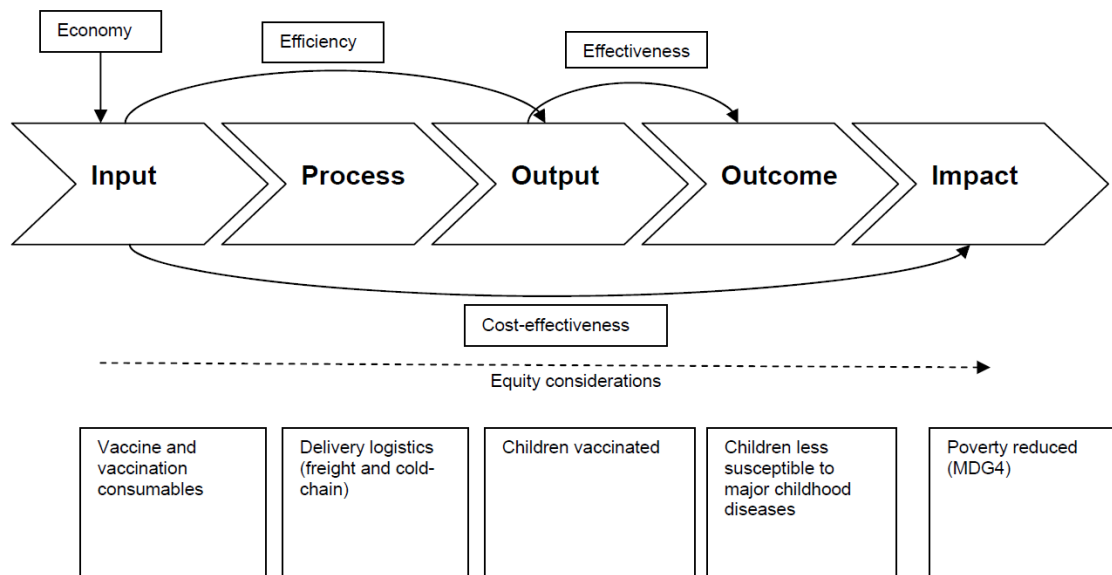 Economy
Efficiency
Effectiveness
Input
Process
Output
Outcome
Impact
Cost-effectiveness
Equity considerations
Vaccine and
vaccination
consumables
Delivery logistics
(freight and cold-
chain)
Children vaccinated
Children less
susceptible to
major childhood
diseases
Poverty reduced
(MDG4)